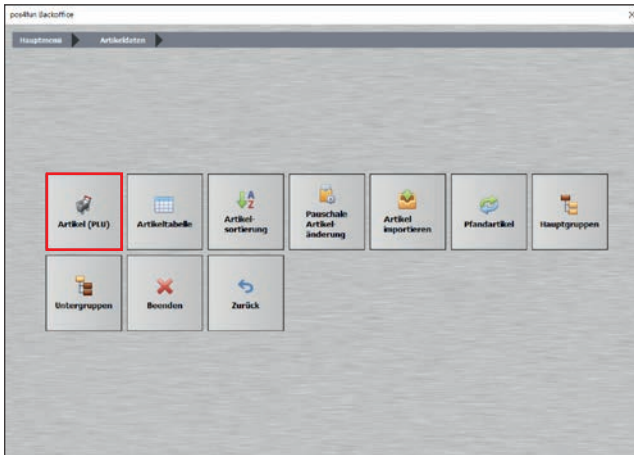 pos4fun Backoffice
Hauptmenü Artikeldaten
Artikel (PLU)
Artikeltabelle
Artikel-
sortierung
Pauschale
Artikel-
änderung
Artikel
importieren
Pfandartikel
Hauptgruppen
Untergruppen
Beenden
Zurück